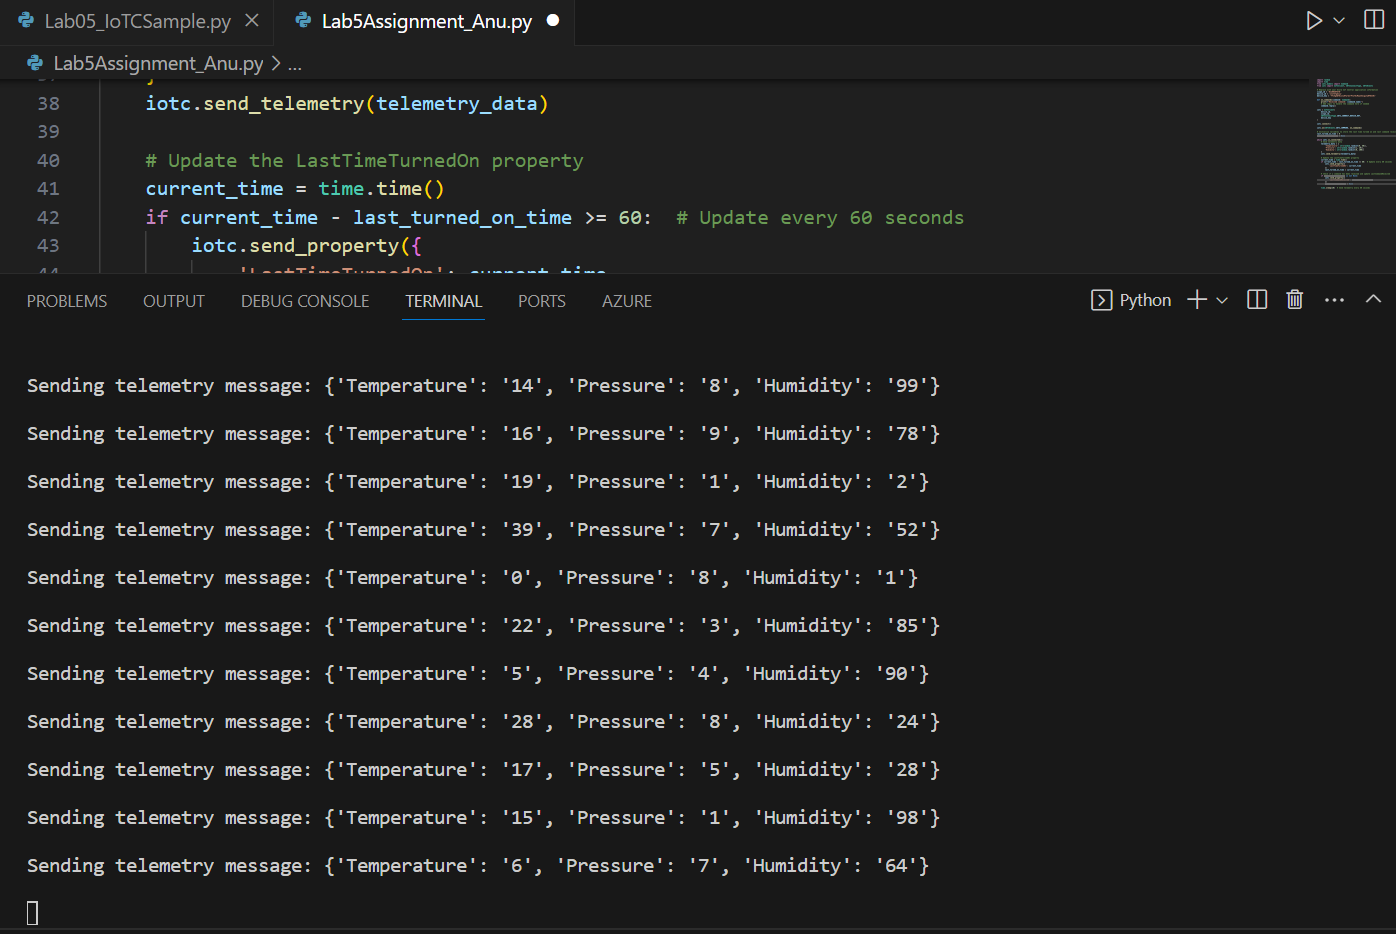 Lab05_IoTCSample.py
Lab5Assignment_Anu.py
Lab5Assignment_Anu.py > ...
37 }
38 iotc.send_telemetry(telemetry_data)
39
40 # Update the LastTimeTurnedOn property
41 current_time = time.time()
42 if current_time - last_turned_on_time >= 60: # Update every 60 seconds
43 iotc.send_property({
44 'LastTimeTurnedOn': current_time
PROBLEMS OUTPUT DEBUG CONSOLE TERMINAL PORTS AZURE Python
Sending telemetry message: {'Temperature': '14', 'Pressure': '8', 'Humidity': '99'}
Sending telemetry message: {'Temperature': '16', 'Pressure': '9', 'Humidity': '78'}
Sending telemetry message: {'Temperature': '19', 'Pressure': '1', 'Humidity': '2'}
Sending telemetry message: {'Temperature': '39', 'Pressure': '7', 'Humidity': '52'}
Sending telemetry message: {'Temperature': '0', 'Pressure': '8', 'Humidity': '1'}
Sending telemetry message: {'Temperature': '22', 'Pressure': '3', 'Humidity': '85'}
Sending telemetry message: {'Temperature': '5', 'Pressure': '4', 'Humidity': '90'}
Sending telemetry message: {'Temperature': '28', 'Pressure': '8', 'Humidity': '24'}
Sending telemetry message: {'Temperature': '17', 'Pressure': '5', 'Humidity': '28'}
Sending telemetry message: {'Temperature': '15', 'Pressure': '1', 'Humidity': '98'}
Sending telemetry message: {'Temperature': '6', 'Pressure': '7', 'Humidity': '64'}